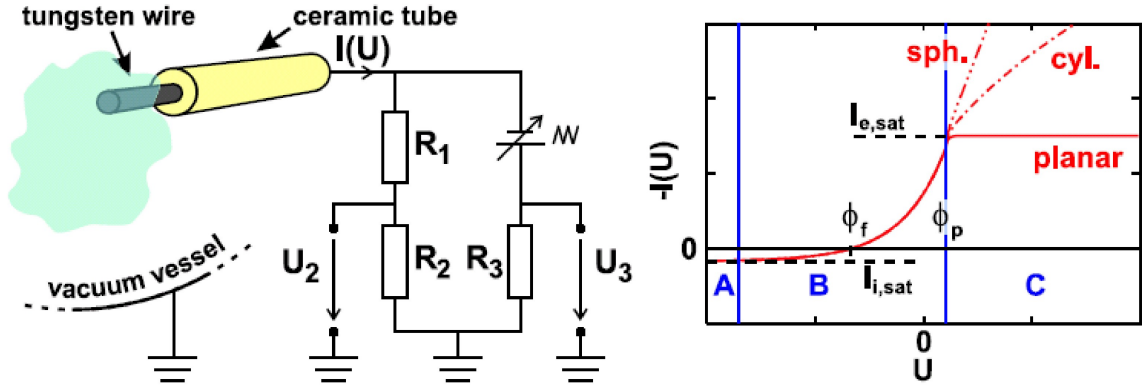 tungsten wire
ceramic tube
I(U)
R1
R2
R3
U2
U3
vacuum vessel
-I(U)
0
sph.
cyl.
Ie,sat
planar
ϕf
ϕp
A
B
Ii,sat
C
0
U